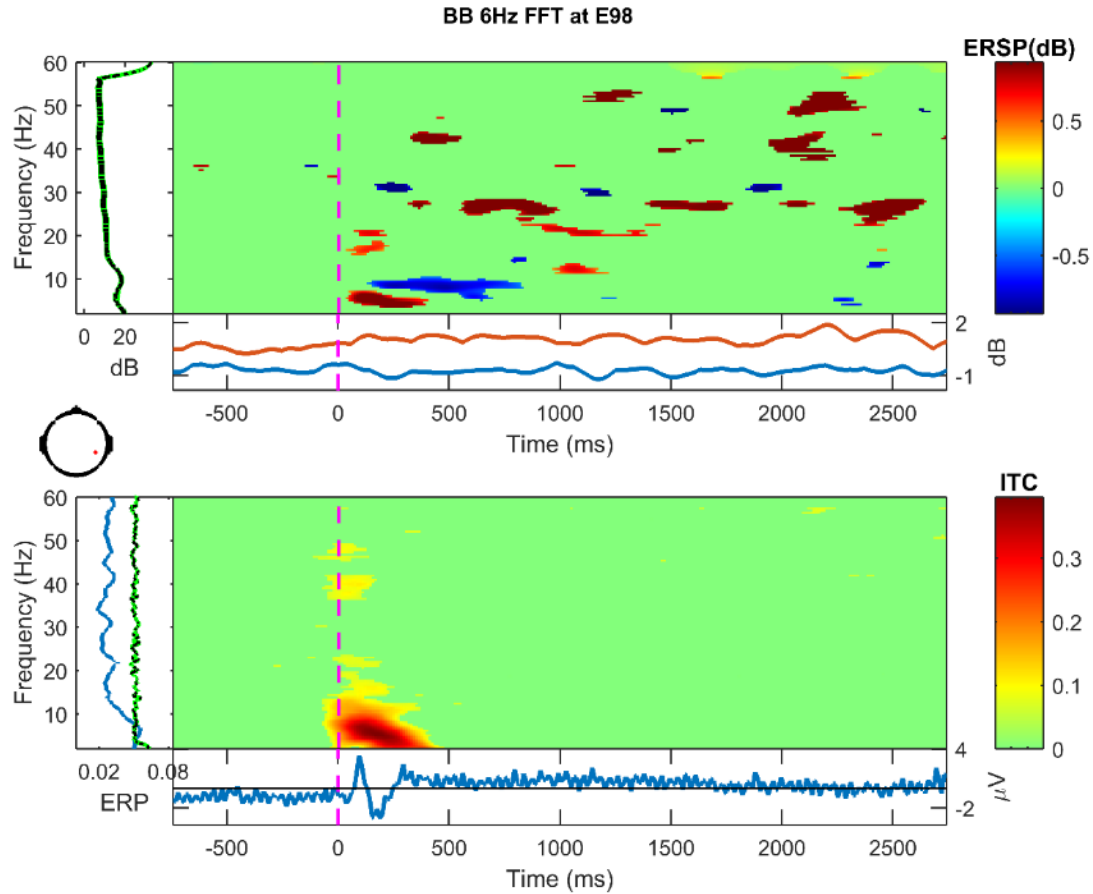 BB 6Hz FFT at E98
ERSP(dB)
60
50
40
30
20
10
Frequency (Hz)
0.5
0
-0.5
0 20
dB
2
-1
dB
-500 0 500 1000 1500 2000 2500
Time (ms)
ITC
60
50
40
30
20
10
Frequency (Hz)
0.3
0.2
0.1
0
0.02 0.08
ERP
4
-2
μV
-500 0 500 1000 1500 2000 2500
Time (ms)